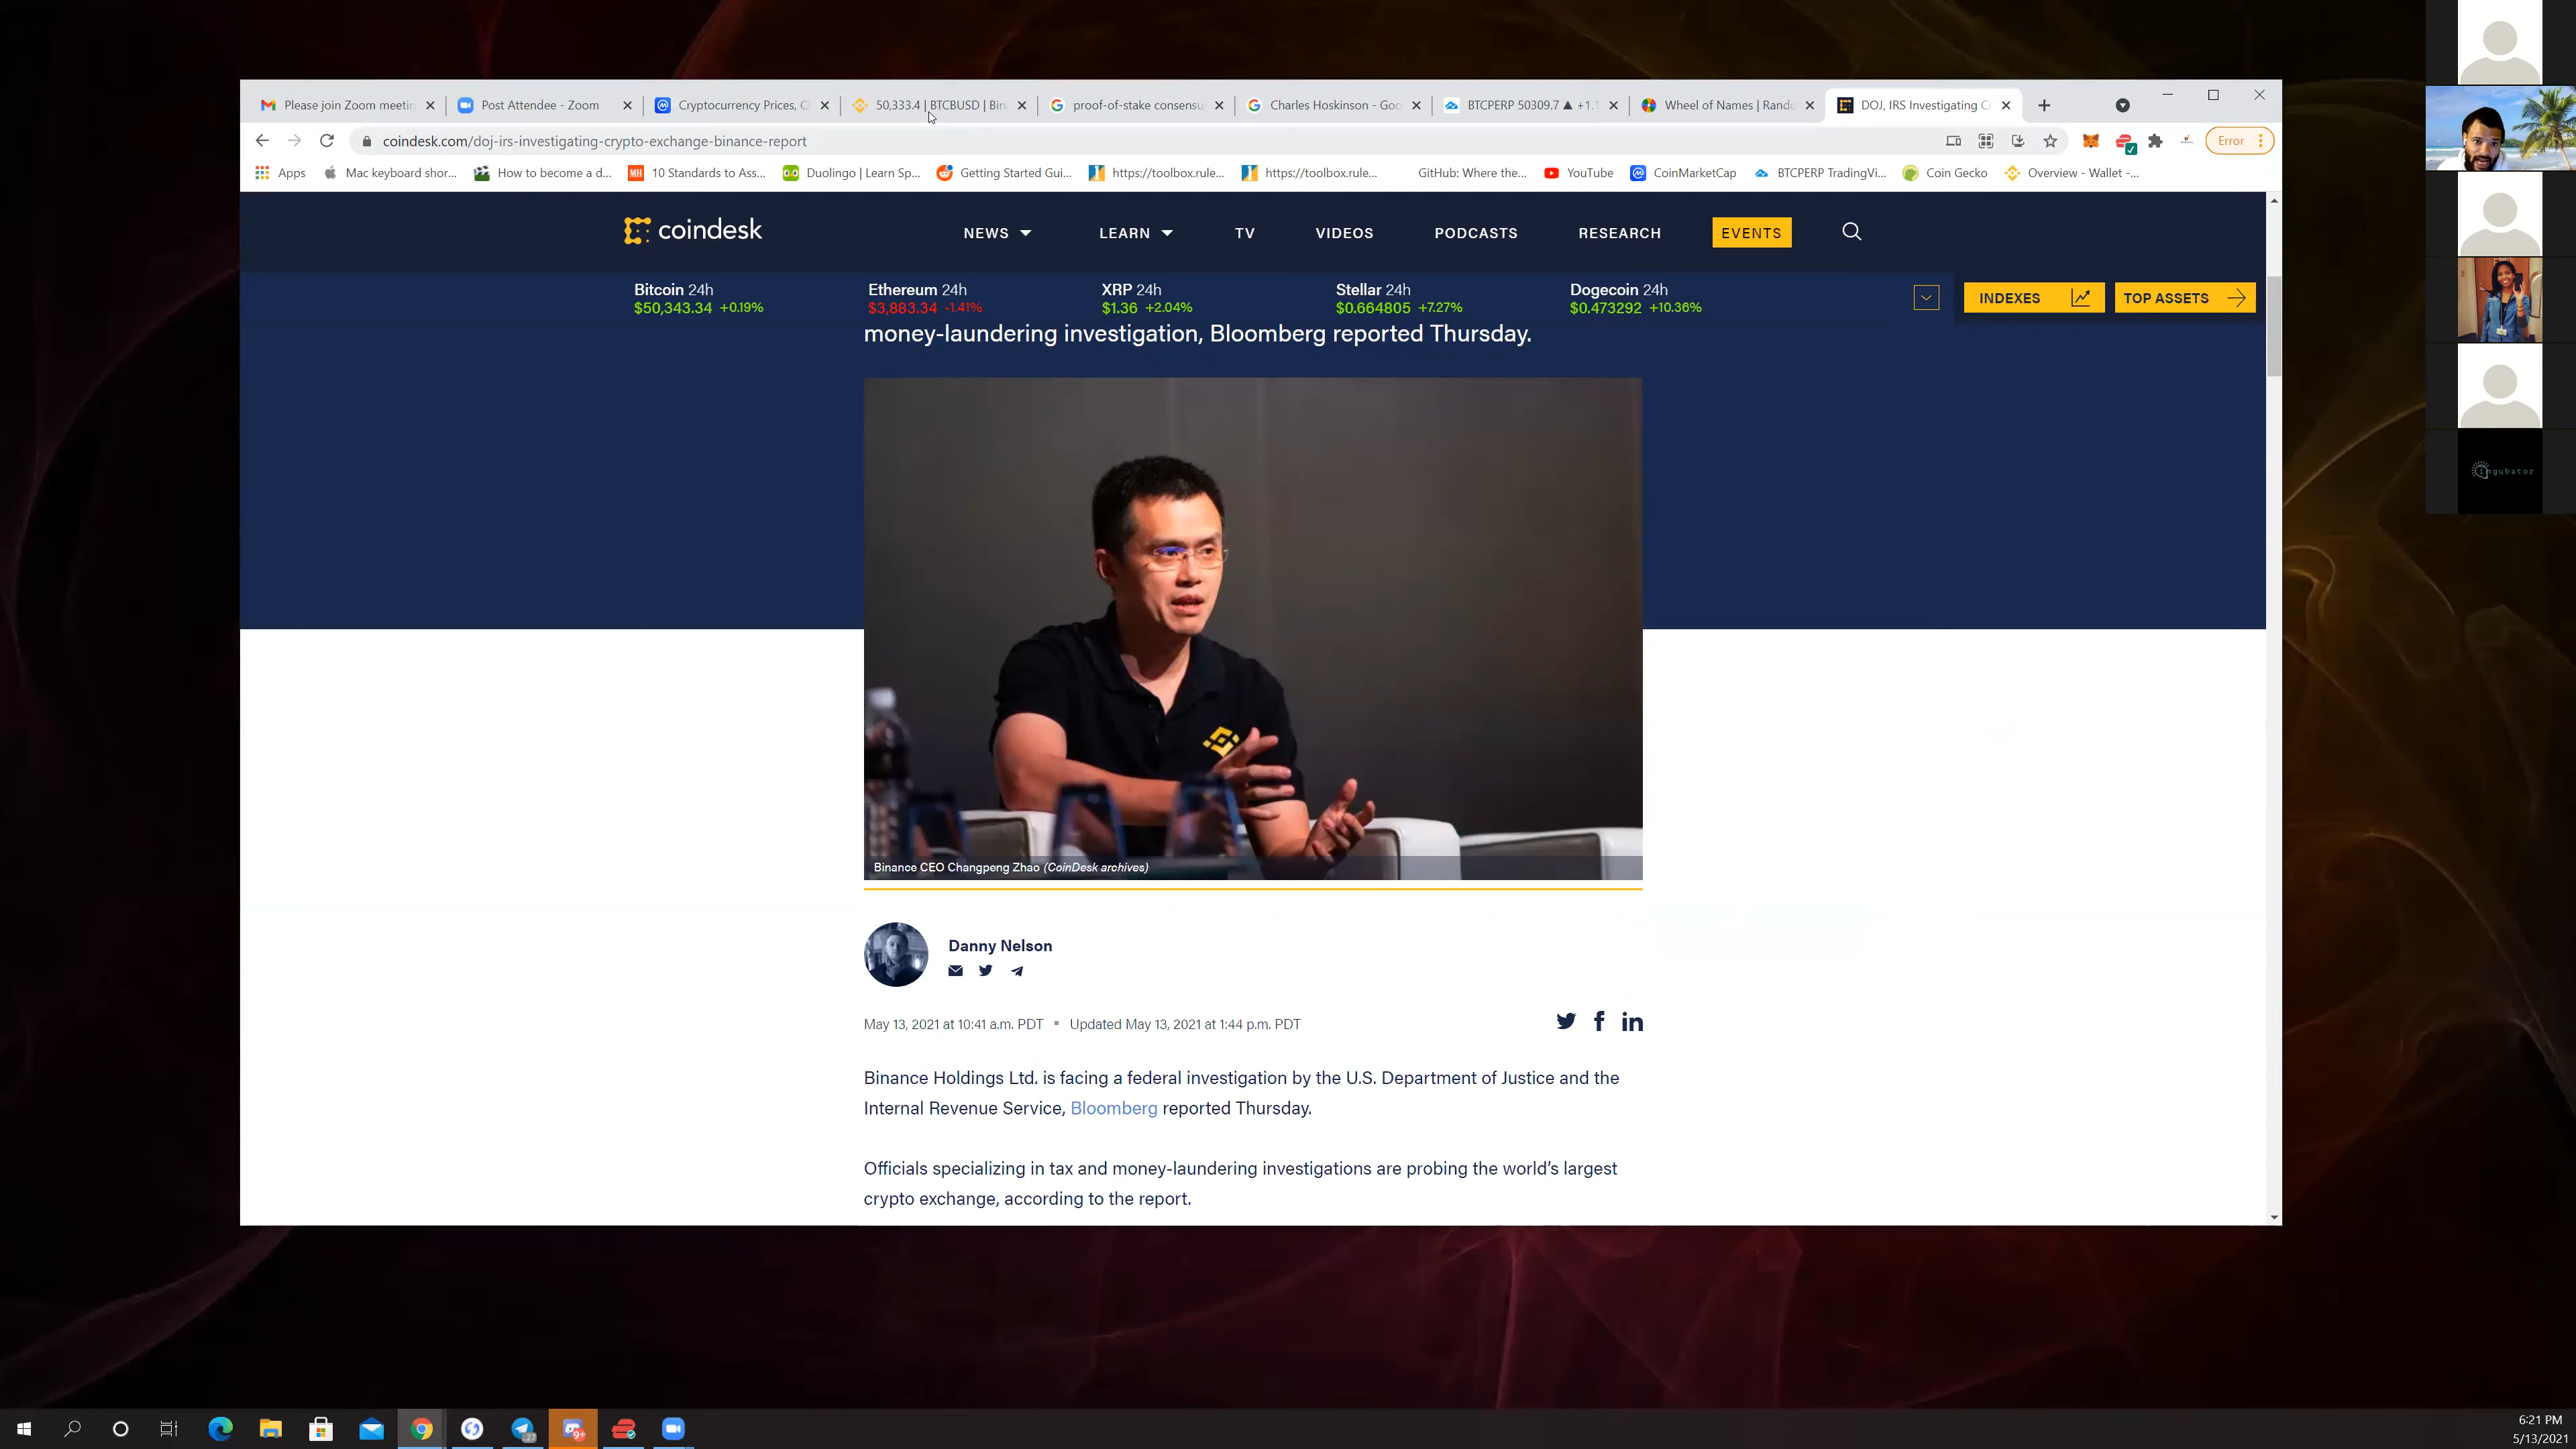 Please join Zoom meetin
Post Attendee - Zoom
Cryptocurrency Prices, C
50,333.4 | BTCBUSD | Bin
proof-of-stake consensu
Charles Hoskinson - Goo
BTCPERP 50309.7 ▲ +1.1
Wheel of Names | Rando
DOJ, IRS Investigating C
coindesk.com/doj-irs-investigating-crypto-exchange-binance-report
Error
Apps
Mac keyboard shor...
How to become a d...
10 Standards to Ass...
Duolingo | Learn Sp...
Getting Started Gui...
https://toolbox.rule...
https://toolbox.rule...
GitHub: Where the...
YouTube
CoinMarketCap
BTCPERP TradingVi...
Coin Gecko
Overview - Wallet -...
coindesk
NEWS
LEARN
TV
VIDEOS
PODCASTS
RESEARCH
EVENTS
Bitcoin 24h
$50,343.34 +0.19%
Ethereum 24h
$3,883.34 -1.41%
XRP 24h
$1.36 +2.04%
Stellar 24h
$0.664805 +7.27%
Dogecoin 24h
$0.473292 +10.36%
INDEXES
TOP ASSETS
money-laundering investigation, Bloomberg reported Thursday.
Binance CEO Changpeng Zhao (CoinDesk archives)
Danny Nelson
May 13, 2021 at 10:41 a.m. PDT ▪ Updated May 13, 2021 at 1:44 p.m. PDT
Binance Holdings Ltd. is facing a federal investigation by the U.S. Department of Justice and the
Internal Revenue Service, Bloomberg reported Thursday.
Officials specializing in tax and money-laundering investigations are probing the world's largest
crypto exchange, according to the report.
ingubator
27
9+
6:21 PM
5/13/2021